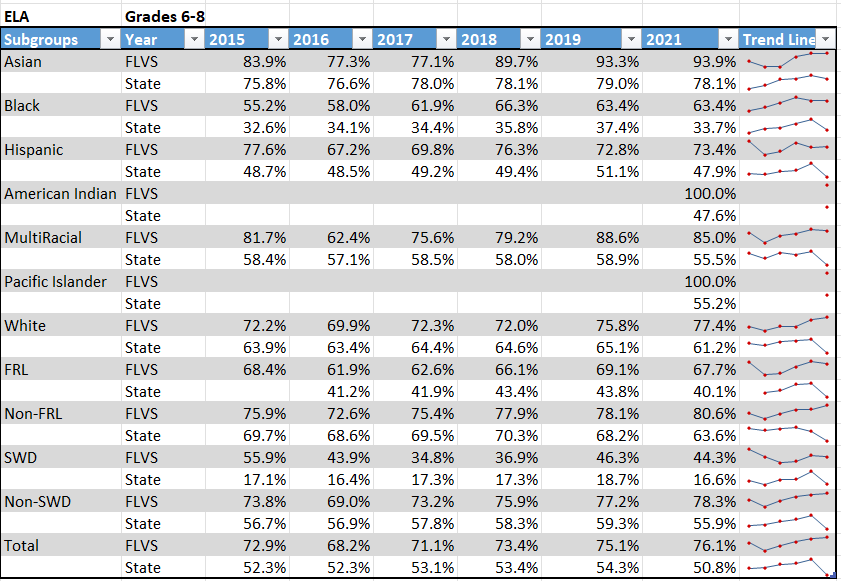 ELA Grades 6-8
Subgroups Year 2015 2016 2017 2018 2019 2021 Trend Line
Asian FLVS 83.9% 77.3% 77.1% 89.7% 93.3% 93.9%
State 75.8% 76.6% 78.0% 78.1% 79.0% 78.1%
Black FLVS 55.2% 58.0% 61.9% 66.3% 63.4% 63.4%
State 32.6% 34.1% 34.4% 35.8% 37.4% 33.7%
Hispanic FLVS 77.6% 67.2% 69.8% 76.3% 72.8% 73.4%
State 48.7% 48.5% 49.2% 49.4% 51.1% 47.9%
American Indian FLVS 100.0%
State 47.6%
MultiRacial FLVS 81.7% 62.4% 75.6% 79.2% 88.6% 85.0%
State 58.4% 57.1% 58.5% 58.0% 58.9% 55.5%
Pacific Islander FLVS 100.0%
State 55.2%
White FLVS 72.2% 69.9% 72.3% 72.0% 75.8% 77.4%
State 63.9% 63.4% 64.4% 64.6% 65.1% 61.2%
FRL FLVS 68.4% 61.9% 62.6% 66.1% 69.1% 67.7%
State 41.2% 41.9% 43.4% 43.8% 40.1%
Non-FRL FLVS 75.9% 72.6% 75.4% 77.9% 78.1% 80.6%
State 69.7% 68.6% 69.5% 70.3% 68.2% 63.6%
SWD FLVS 55.9% 43.9% 34.8% 36.9% 46.3% 44.3%
State 17.1% 16.4% 17.3% 17.3% 18.7% 16.6%
Non-SWD FLVS 73.8% 69.0% 73.2% 75.9% 77.2% 78.3%
State 56.7% 56.9% 57.8% 58.3% 59.3% 55.9%
Total FLVS 72.9% 68.2% 71.1% 73.4% 75.1% 76.1%
State 52.3% 52.3% 53.1% 53.4% 54.3% 50.8%